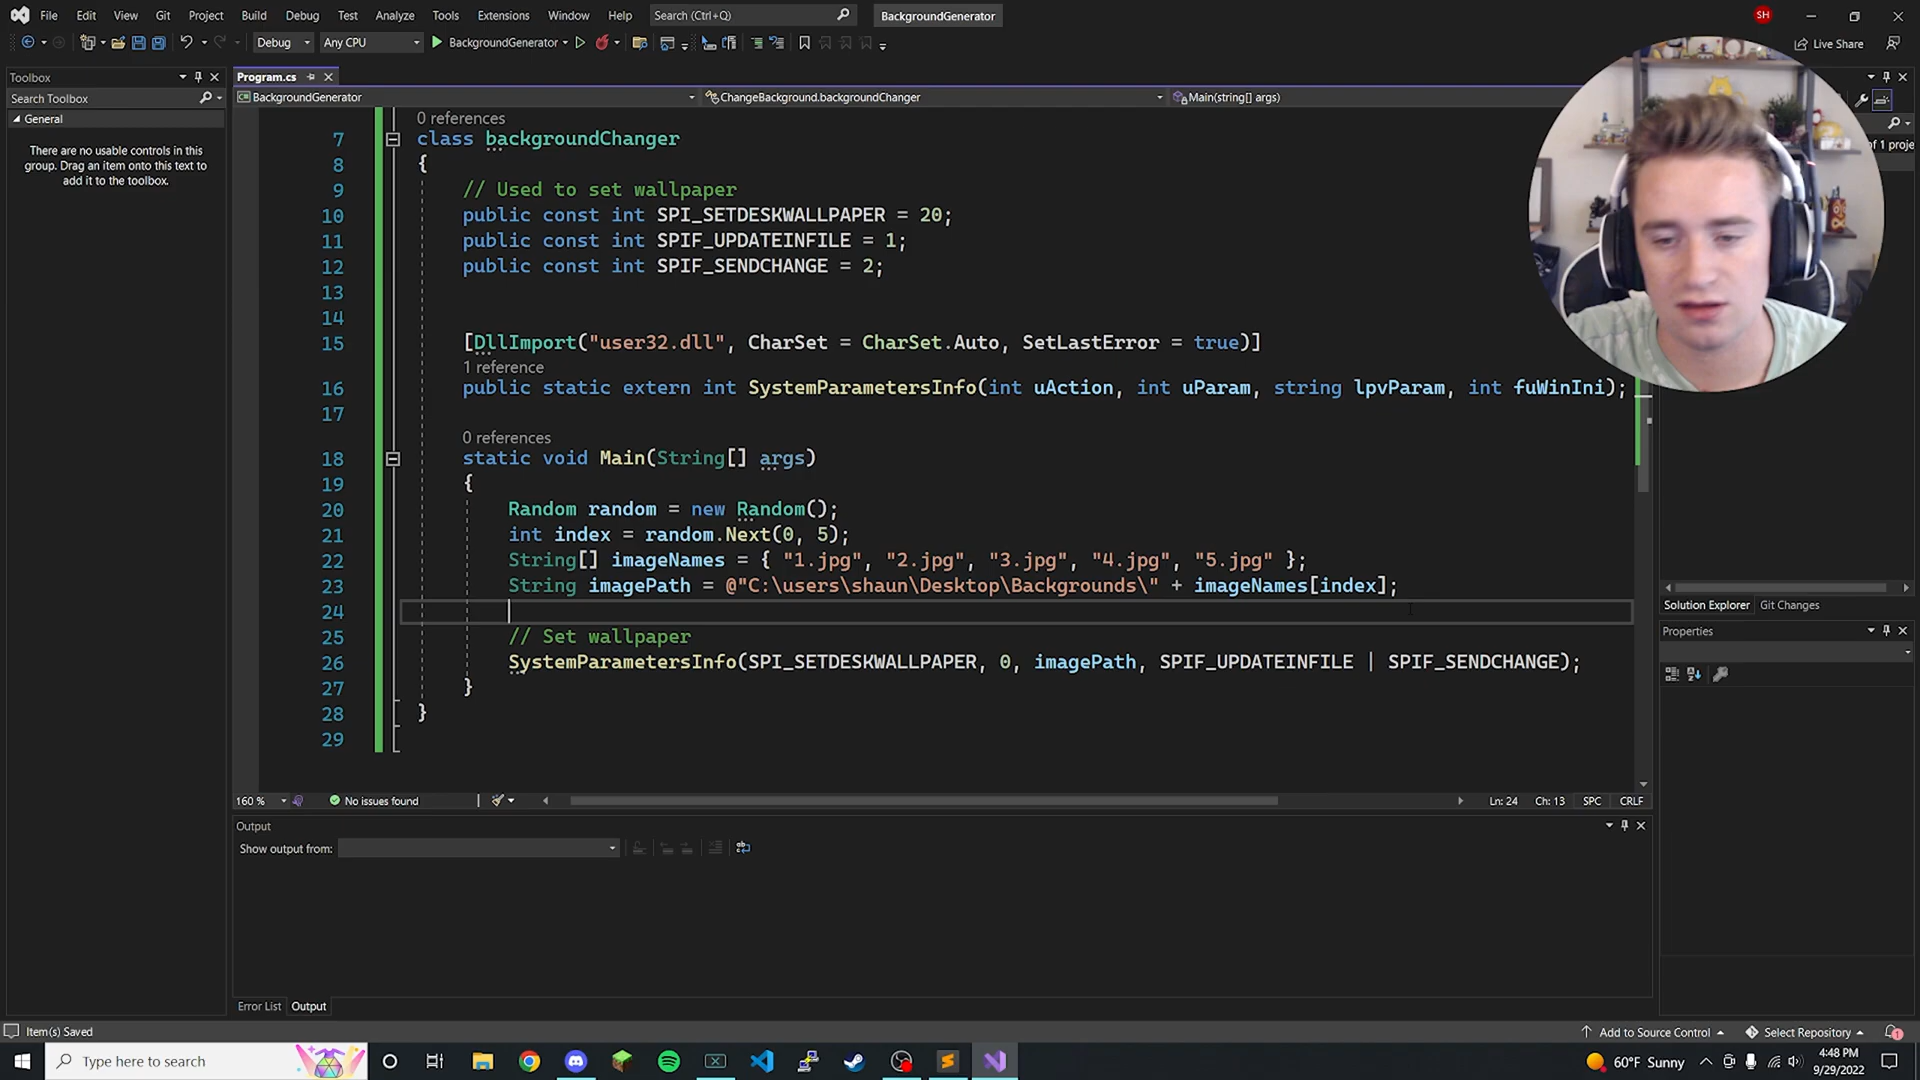 File Edit View Git Project Build Debug Test Analyze Tools Extensions Window Help Search (Ctrl+Q) BackgroundGenerator SH
Debug Any CPU BackgroundGenerator Live Share
Toolbox
Search Toolbox
General
There are no usable controls in this
group. Drag an item onto this text to
add it to the toolbox.
Program.cs
BackgroundGenerator ChangeBackground.backgroundChanger Main(string[] args)
0 references
7 class backgroundChanger
8 {
9 // Used to set wallpaper
10 public const int SPI_SETDESKWALLPAPER = 20;
11 public const int SPIF_UPDATEINFILE = 1;
12 public const int SPIF_SENDCHANGE = 2;
13
14
15 [DllImport("user32.dll", CharSet = CharSet.Auto, SetLastError = true)]
1 reference
16 public static extern int SystemParametersInfo(int uAction, int uParam, string lpvParam, int fuWinIni);
17
0 references
18 static void Main(String[] args)
19 {
20 Random random = new Random();
21 int index = random.Next(0, 5);
22 String[] imageNames = { "1.jpg", "2.jpg", "3.jpg", "4.jpg", "5.jpg" };
23 String imagePath = @"C:\users\shaun\Desktop\Backgrounds\" + imageNames[index];
24
25 // Set wallpaper
26 SystemParametersInfo(SPI_SETDESKWALLPAPER, 0, imagePath, SPIF_UPDATEINFILE | SPIF_SENDCHANGE);
27 }
28 }
29
160 % No issues found Ln: 24 Ch: 13 SPC CRLF
of 1 proje
Solution Explorer Git Changes
Properties
Output
Show output from:
Error List Output
Item(s) Saved Add to Source Control Select Repository 1
Type here to search 60°F Sunny 4:48 PM
9/29/2022